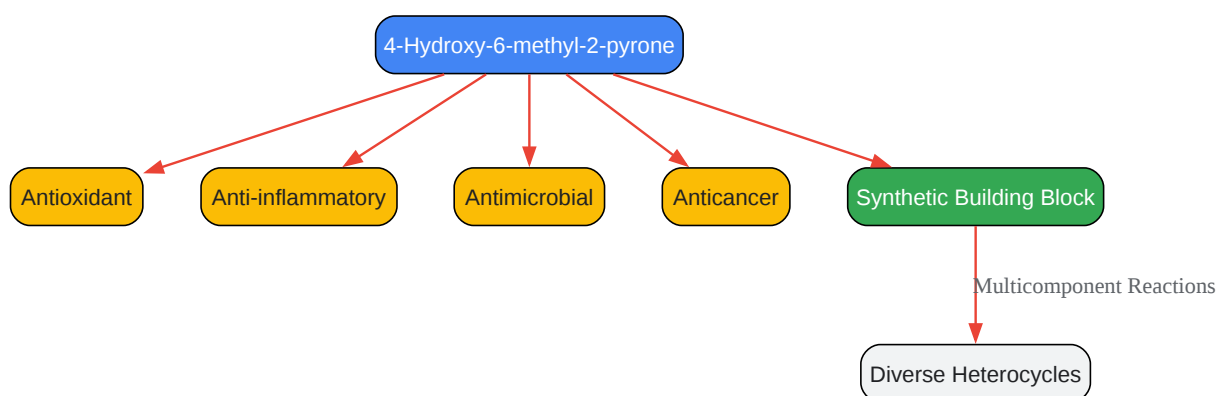 4-Hydroxy-6-methyl-2-pyrone
Antioxidant
Anti-inflammatory
Antimicrobial
Anticancer
Synthetic Building Block
Multicomponent Reactions
Diverse Heterocycles